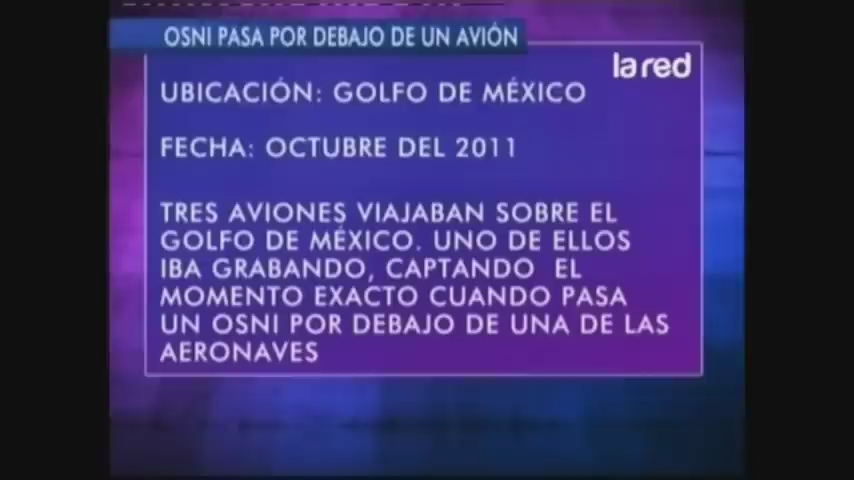 OSNI PASA POR DEBAJO DE UN AVIÓN
la red
UBICACIÓN: GOLFO DE MÉXICO
FECHA: OCTUBRE DEL 2011
TRES AVIONES VIAJABAN SOBRE EL
GOLFO DE MÉXICO. UNO DE ELLOS
IBA GRABANDO, CAPTANDO EL
MOMENTO EXACTO CUANDO PASA
UN OSNI POR DEBAJO DE UNA DE LAS
AERONAVES